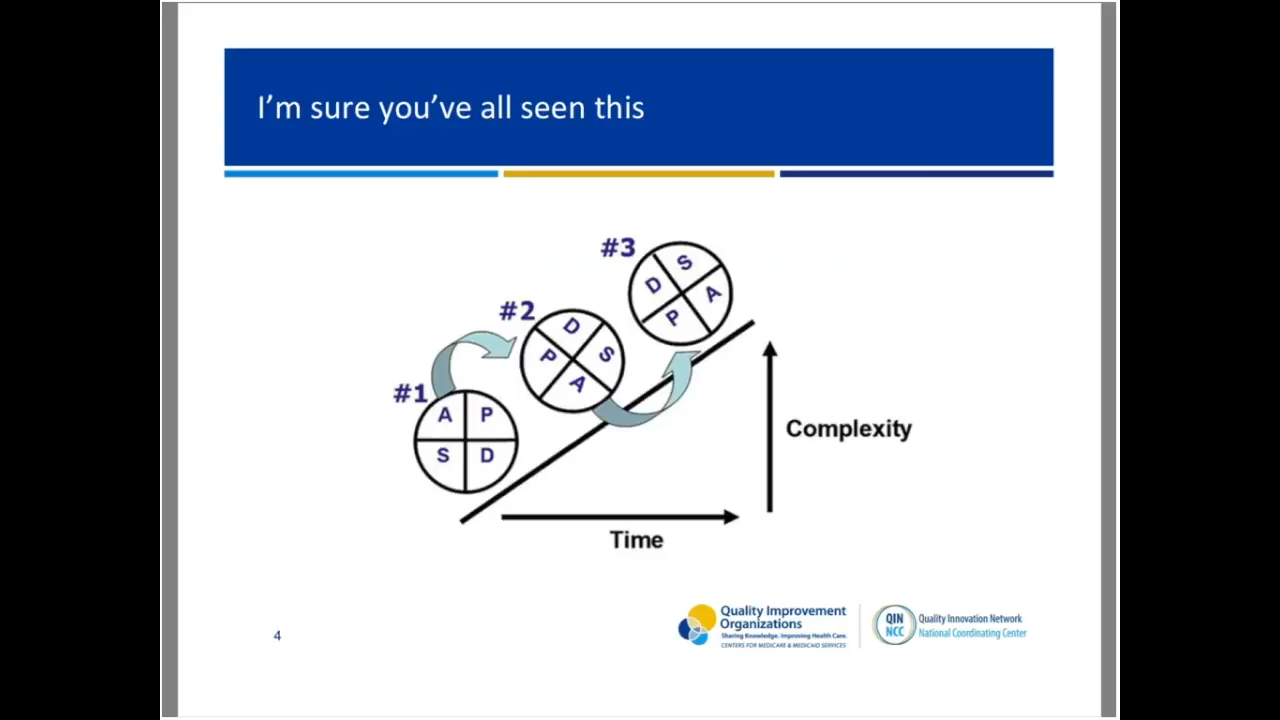 I'm sure you've all seen this
#3
S
D
A
P
#2
D
P
S
A
#1
A P
S D
Complexity
Time
4
Quality Improvement
Organizations
Sharing Knowledge. Improving Health Care.
CENTERS FOR MEDICARE & MEDICAID SERVICES
QIN
NCC
Quality Innovation Network
National Coordinating Center